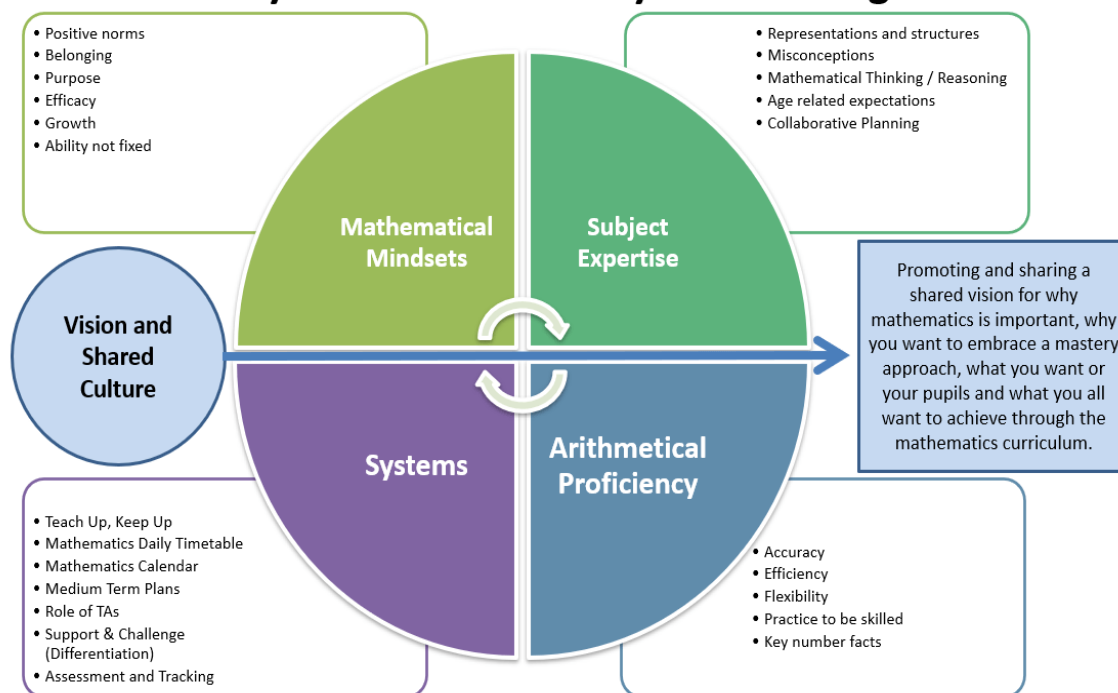 • Positive norms
• Belonging
• Purpose
• Efficacy
• Growth
• Ability not fixed
• Representations and structures
• Misconceptions
• Mathematical Thinking / Reasoning
• Age related expectations
• Collaborative Planning
Mathematical
Mindsets
Subject
Expertise
Vision and
Shared
Culture
Promoting and sharing a
shared vision for why
mathematics is important, why
you want to embrace a mastery
approach, what you want or
your pupils and what you all
want to achieve through the
mathematics curriculum.
Systems
Arithmetical
Proficiency
• Teach Up, Keep Up
• Mathematics Daily Timetable
• Mathematics Calendar
• Medium Term Plans
• Role of TAs
• Support & Challenge
(Differentiation)
• Assessment and Tracking
• Accuracy
• Efficiency
• Flexibility
• Practice to be skilled
• Key number facts